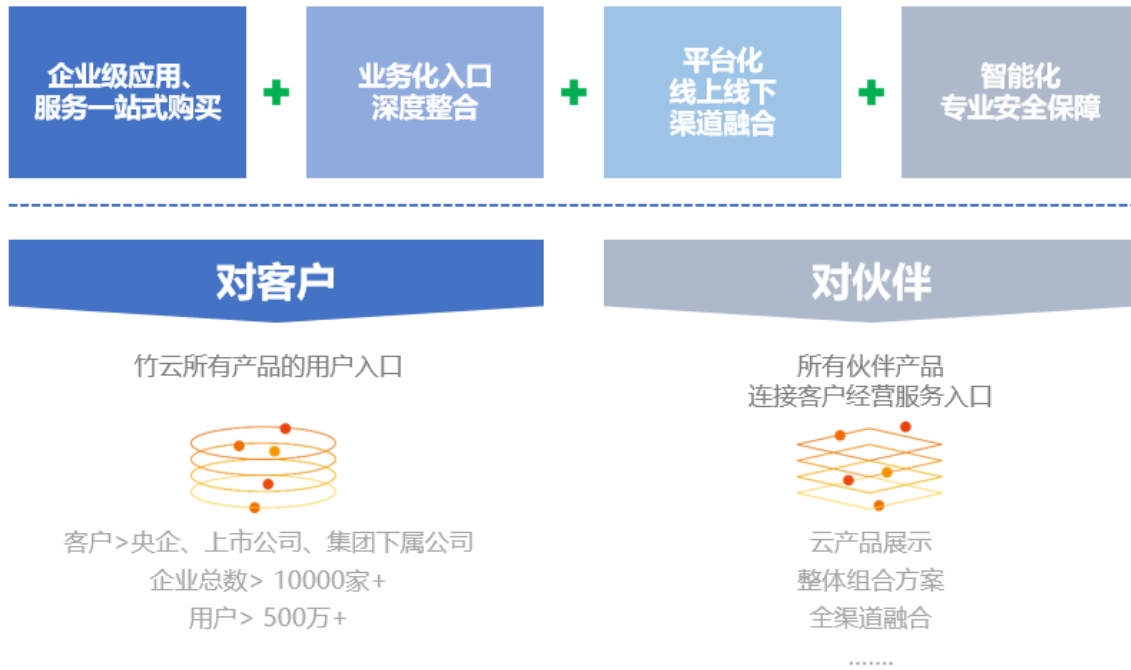 企业级应用、
服务一站式购买
+
业务化入口
深度整合
+
平台化
线上线下
渠道融合
+
智能化
专业安全保障
对客户
竹云所有产品的用户入口
客户>央企、上市公司、集团下属公司
企业总数> 10000家+
用户> 500万+
对伙伴
所有伙伴产品
连接客户经营服务入口
云产品展示
整体组合方案
全渠道融合
.......